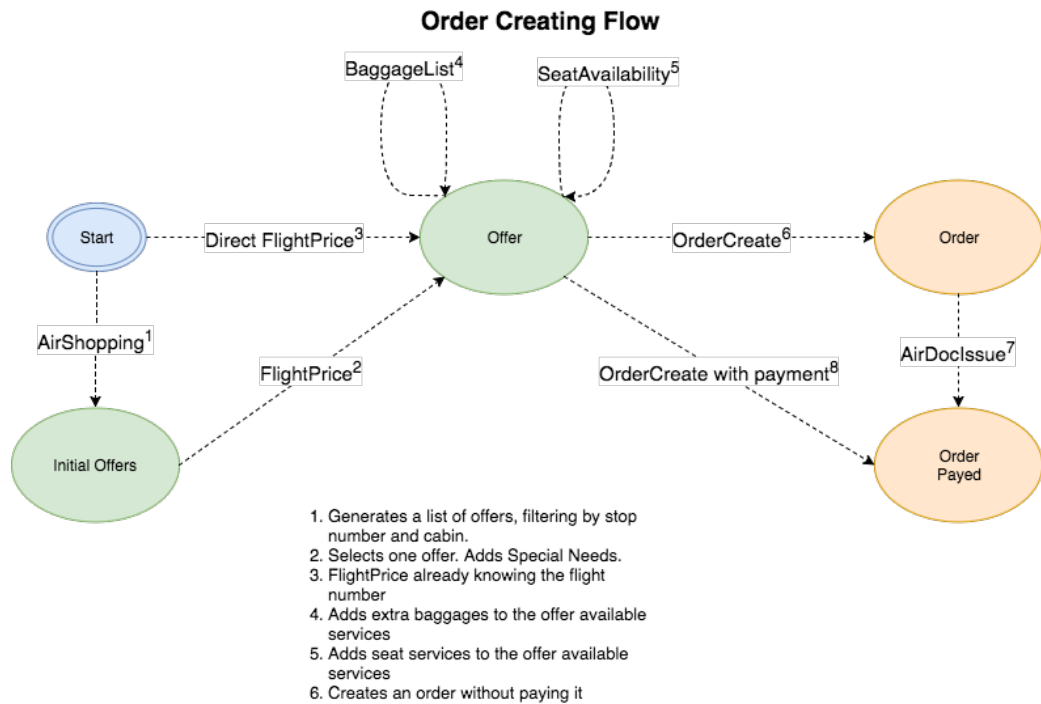 Order Creating Flow
BaggageList4
SeatAvailability5
Start
Direct FlightPrice3
Offer
OrderCreate6
Order
AirShopping1
FlightPrice2
OrderCreate with payment8
AirDocIssue7
Initial Offers
Order
Payed
1. Generates a list of offers, filtering by stop
number and cabin.
2. Selects one offer. Adds Special Needs.
3. FlightPrice already knowing the flight
number
4. Adds extra baggages to the offer available
services
5. Adds seat services to the offer available
services
6. Creates an order without paying it